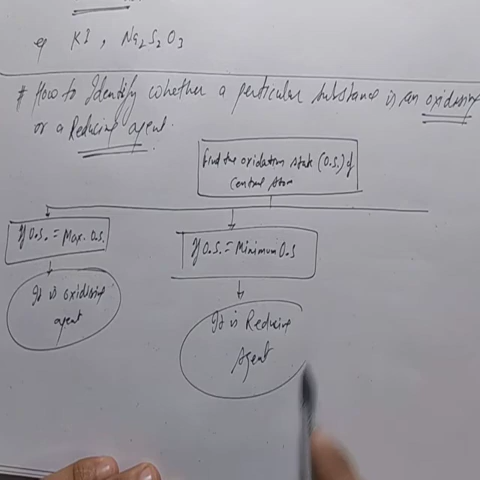 eg KI, Na2S2O3
# How to Identify whether a particular substance is an oxidising
or a Reducing agent.
Find the oxidation state (O.S.) of
central atom
If O.S. = Max. O.S.
If O.S. = Minimum O.S
It is oxidising
agent
It is Reducing
Agent